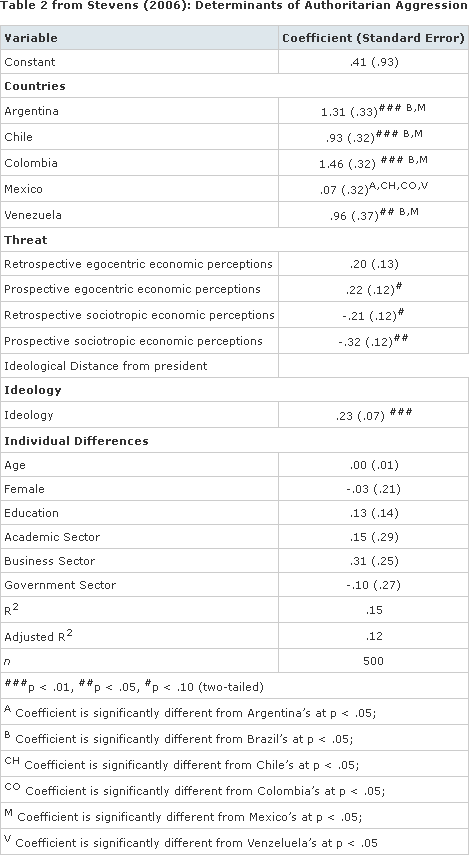 Table 2 from Stevens (2006): Determinants of Authoritarian Aggression
Variable Coefficient (Standard Error)
Constant .41 (.93)
Countries
Argentina 1.31 (.33)### B,M
Chile .93 (.32)### B,M
Colombia 1.46 (.32) ### B,M
Mexico .07 (.32)A,CH,CO,V
Venezuela .96 (.37)## B,M
Threat
Retrospective egocentric economic perceptions .20 (.13)
Prospective egocentric economic perceptions .22 (.12)#
Retrospective sociotropic economic perceptions -.21 (.12)#
Prospective sociotropic economic perceptions -.32 (.12)##
Ideological Distance from president
Ideology
Ideology .23 (.07) ###
Individual Differences
Age .00 (.01)
Female -.03 (.21)
Education .13 (.14)
Academic Sector .15 (.29)
Business Sector .31 (.25)
Government Sector -.10 (.27)
R2 .15
Adjusted R2 .12
n 500
###p < .01, ##p < .05, #p < .10 (two-tailed)
A Coefficient is significantly different from Argentina's at p < .05;
B Coefficient is significantly different from Brazil's at p < .05;
CH Coefficient is significantly different from Chile's at p < .05;
CO Coefficient is significantly different from Colombia's at p < .05;
M Coefficient is significantly different from Mexico's at p < .05;
V Coefficient is significantly different from Venzeluela's at p < .05